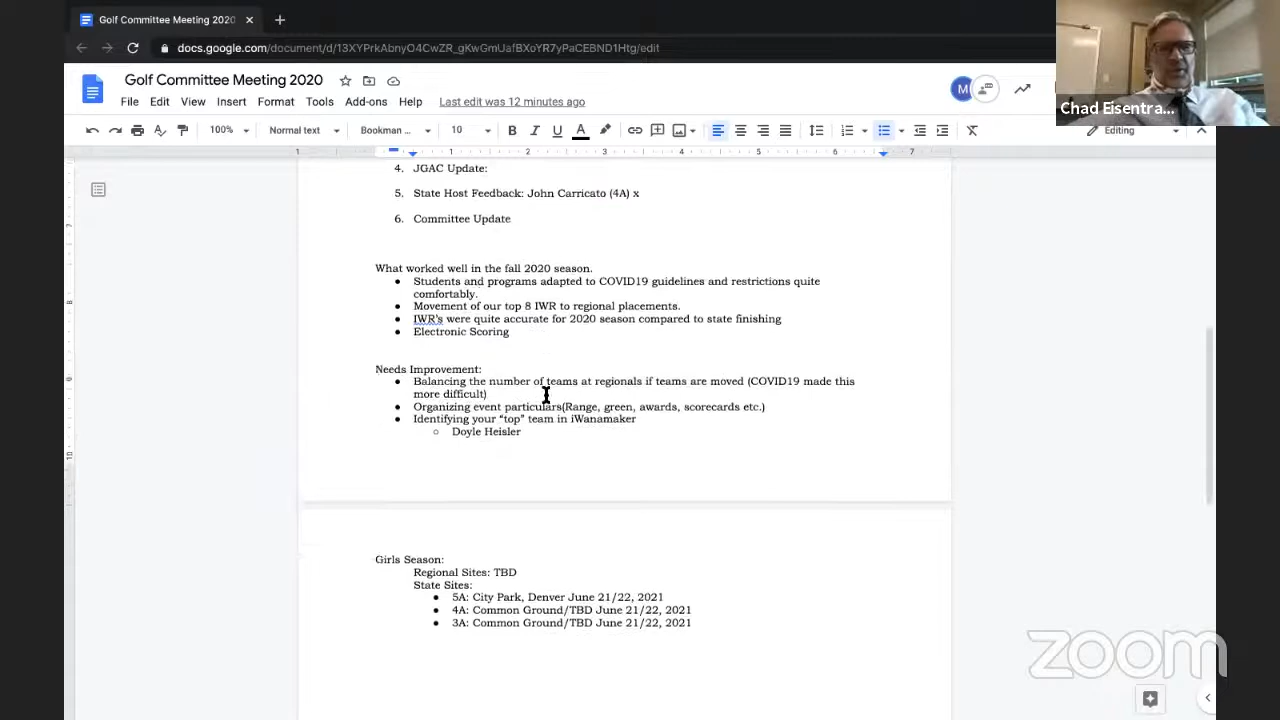 Golf Committee Meeting 2020
docs.google.com/document/d/13XYPrkAbnyO4CwZR_gKwGmUafBXoYR7yPaCEBND1Htg/edit
Chad Eisentra...
Golf Committee Meeting 2020
File Edit View Insert Format Tools Add-ons Help Last edit was 12 minutes ago
M
100% Normal text Bookman ... 10 Editing
1 1 2 3 4 5 6 7
4. JGAC Update:
5. State Host Feedback: John Carricato (4A) x
6. Committee Update
What worked well in the fall 2020 season.
● Students and programs adapted to COVID19 guidelines and restrictions quite
comfortably.
● Movement of our top 8 IWR to regional placements.
● IWR's were quite accurate for 2020 season compared to state finishing
● Electronic Scoring
Needs Improvement:
● Balancing the number of teams at regionals if teams are moved (COVID19 made this
more difficult)
● Organizing event particulars(Range, green, awards, scorecards etc.)
● Identifying your “top” team in iWanamaker
○ Doyle Heisler
Girls Season:
Regional Sites: TBD
State Sites:
● 5A: City Park, Denver June 21/22, 2021
● 4A: Common Ground/TBD June 21/22, 2021
● 3A: Common Ground/TBD June 21/22, 2021
zoom